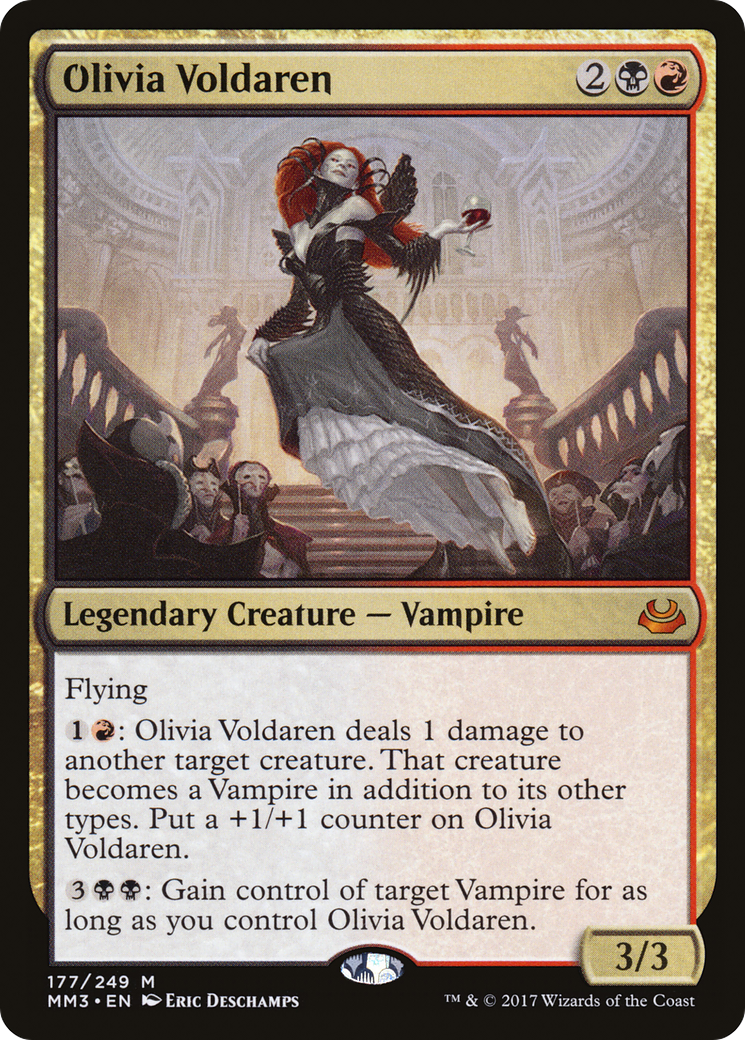 Olivia Voldaren 2
Legendary Creature — Vampire
Flying
1 : Olivia Voldaren deals 1 damage to
another target creature. That creature
becomes a Vampire in addition to its other
types. Put a +1/+1 counter on Olivia
Voldaren.
3 : Gain control of target Vampire for as
long as you control Olivia Voldaren.
3/3
177/249 M
MM3 • EN Eric Deschamps
™ & © 2017 Wizards of the Coast